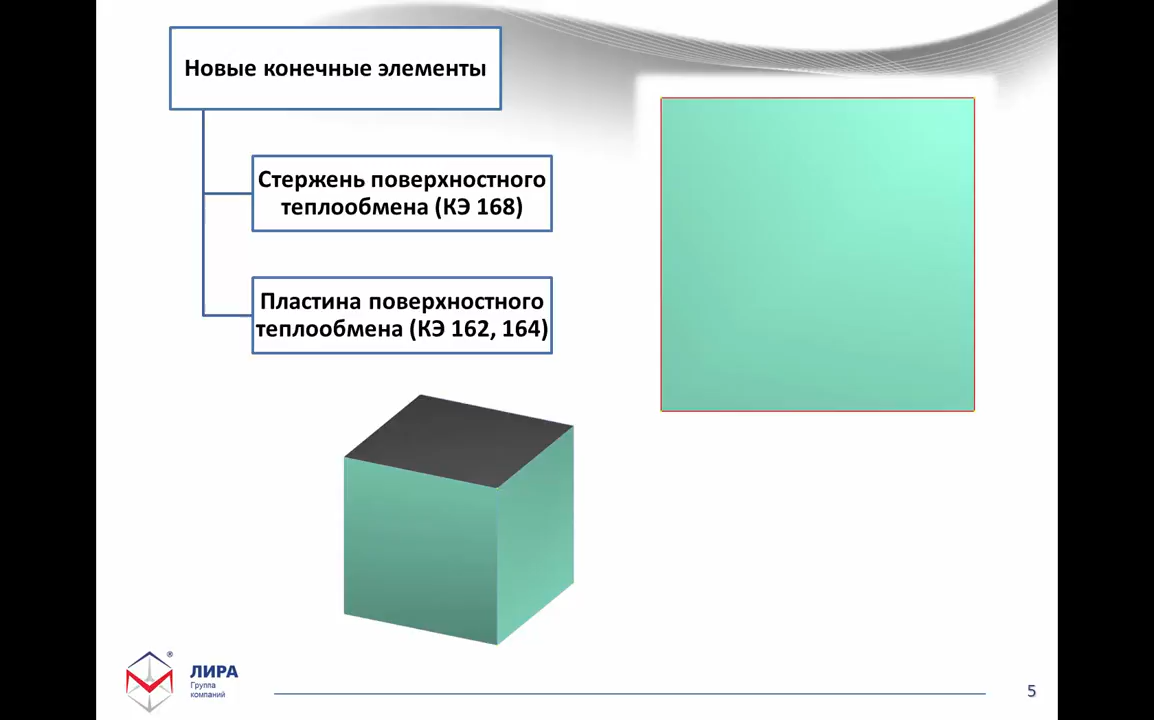 Новые конечные элементы
Стержень поверхностного
теплообмена (КЭ 168)
Пластина поверхностного
теплообмена (КЭ 162, 164)
®
ЛИРА
Группа
компаний
5